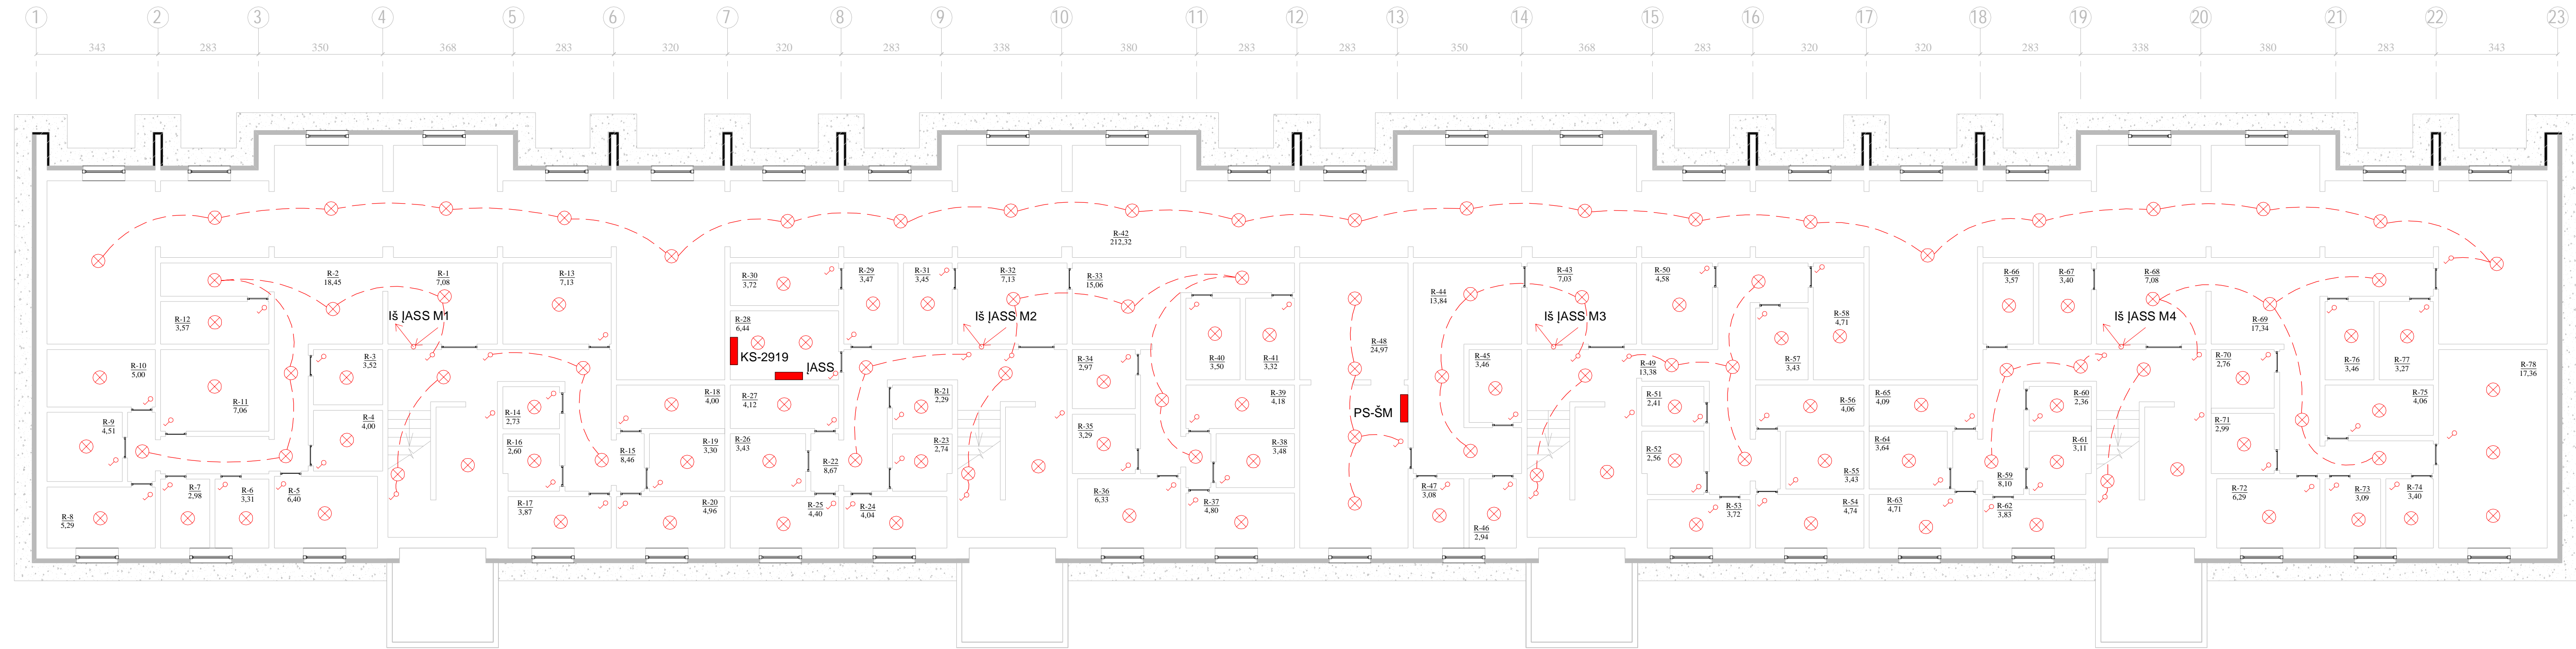 1 2 3 4 5 6 7 8 9 10 11 12 13 14 15 16 17 18 19 20 21 22 23
343 283 350 368 283 320 320 283 338 380 283 283 350 368 283 320 320 283 338 380 283 343
R-42
212,32
R-2
18,45
R-1
7,08
R-13
7,13
R-30
3,72
R-29
3,47
R-31
3,45
R-32
7,13
R-33
15,06
R-44
13,84
R-43
7,03
R-50
4,58
R-58
4,71
R-66
3,57
R-67
3,40
R-68
7,08
R-69
17,34
Iš ĮASS M1
Iš ĮASS M2
Iš ĮASS M3
Iš ĮASS M4
R-12
3,57
R-28
6,44
KS-2919
ĮASS
R-48
24,97
R-10
5,00
R-3
3,52
R-34
2,97
R-40
3,50
R-41
3,32
R-45
3,46
R-49
13,38
R-57
3,43
R-70
2,76
R-76
3,46
R-77
3,27
R-78
17,36
R-11
7,06
R-14
2,73
R-18
4,00
R-27
4,12
R-21
2,29
R-39
4,18
PS-ŠM
R-51
2,41
R-56
4,06
R-65
4,09
R-60
2,36
R-75
4,06
R-9
4,51
R-4
4,00
R-16
2,60
R-15
8,46
R-19
3,30
R-26
3,43
R-22
8,67
R-23
2,74
R-35
3,29
R-38
3,48
R-52
2,56
R-55
3,43
R-64
3,64
R-59
8,10
R-61
3,11
R-71
2,99
R-8
5,29
R-7
2,98
R-6
3,31
R-5
6,40
R-17
3,87
R-20
4,96
R-25
4,40
R-24
4,04
R-36
6,33
R-37
4,80
R-47
3,08
R-46
2,94
R-53
3,72
R-54
4,74
R-63
4,71
R-62
3,83
R-72
6,29
R-73
3,09
R-74
3,40